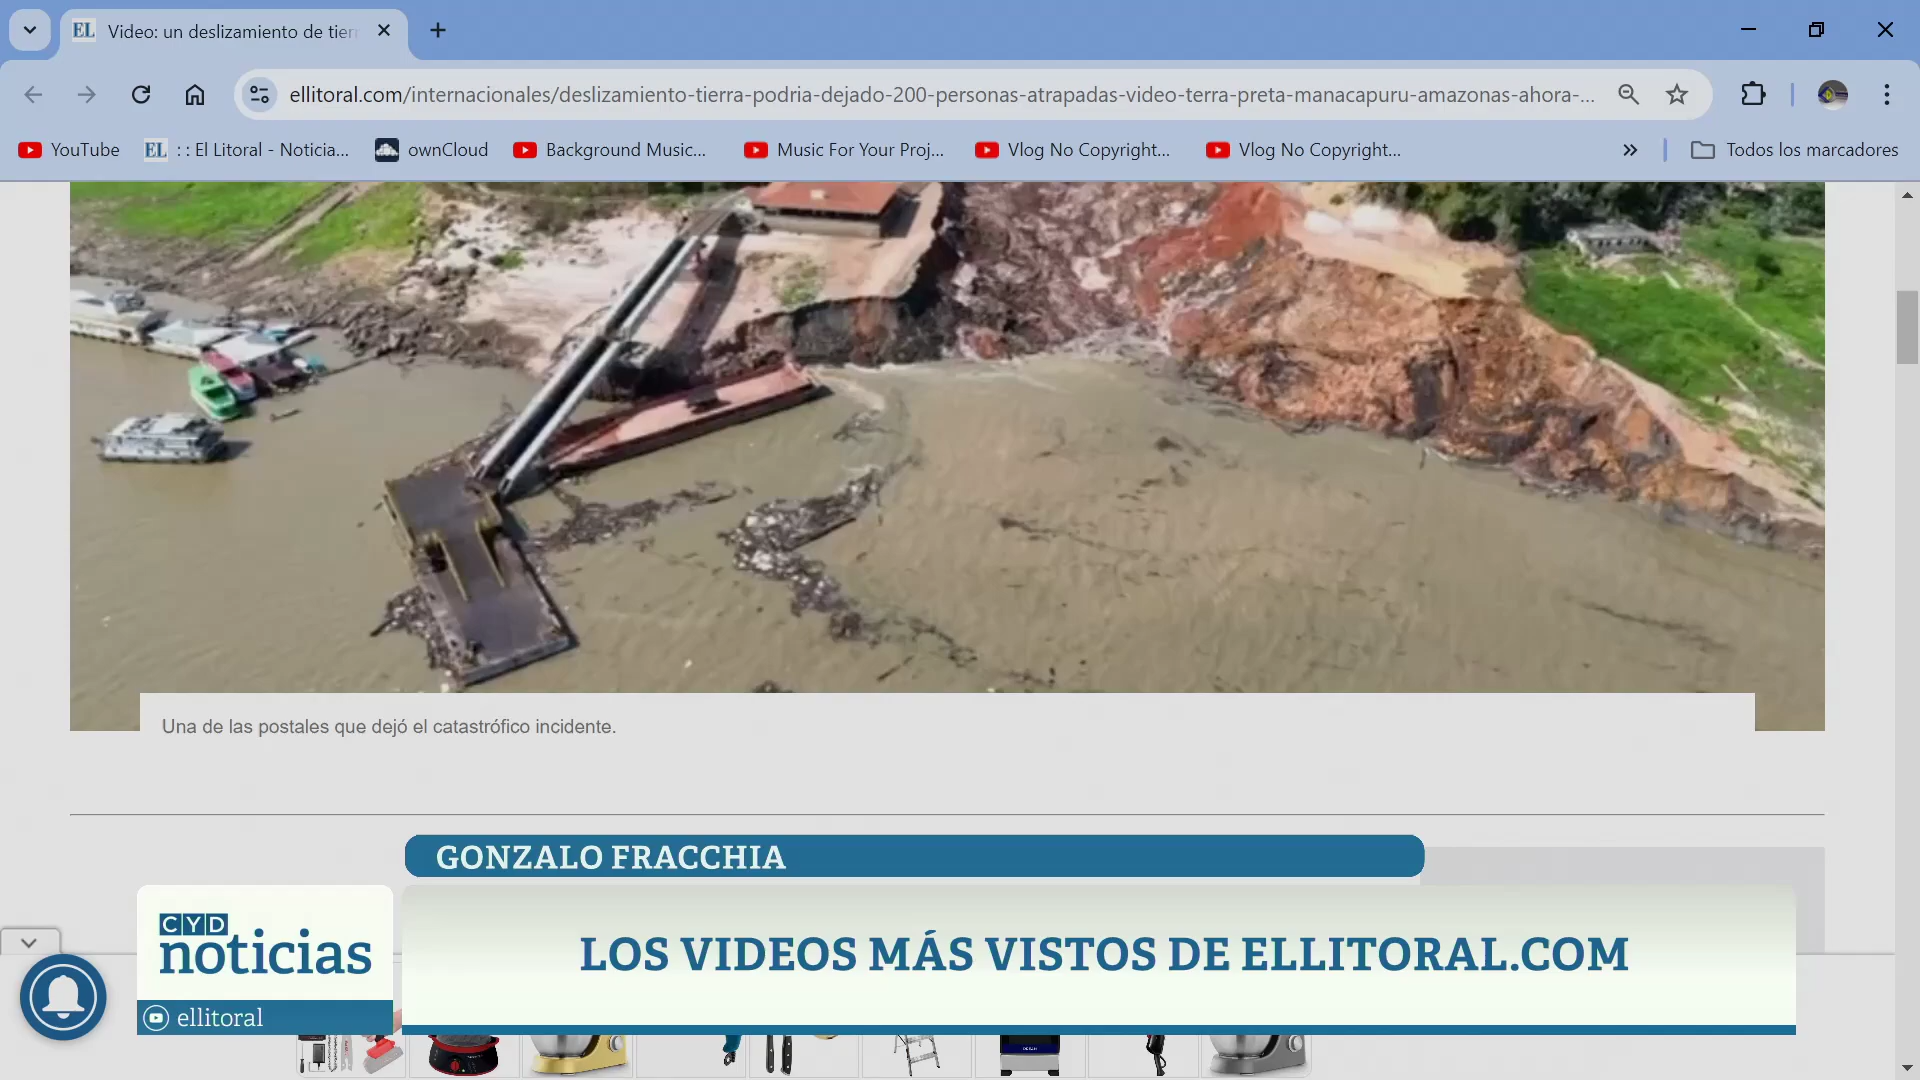 EL Video: un deslizamiento de tierr
ellitoral.com/internacionales/deslizamiento-tierra-podria-dejado-200-personas-atrapadas-video-terra-preta-manacapuru-amazonas-ahora-...
YouTube EL : : El Litoral - Noticia... ownCloud Background Music... Music For Your Proj... Vlog No Copyright... Vlog No Copyright... » Todos los marcadores
Una de las postales que dejó el catastrófico incidente.
GONZALO FRACCHIA
CYD
noticias
LOS VIDEOS MÁS VISTOS DE ELLITORAL.COM
ellitoral